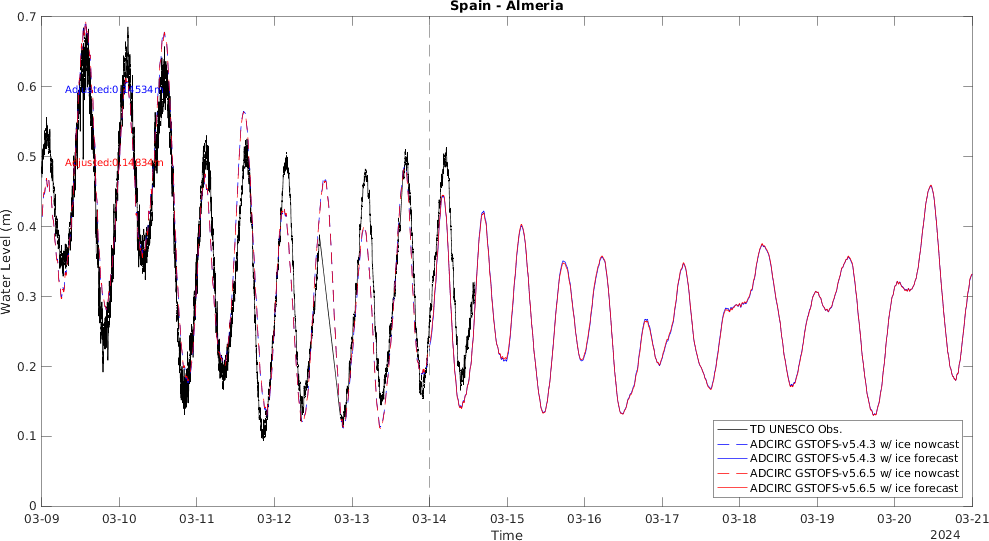 Spain - Almeria
0.7
0.6
0.5
0.4
0.3
0.2
0.1
0
Water Level (m)
Adjusted:0.14534m
Adjusted:0.14834m
TD UNESCO Obs.
ADCIRC GSTOFS-v5.4.3 w/ ice nowcast
ADCIRC GSTOFS-v5.4.3 w/ ice forecast
ADCIRC GSTOFS-v5.6.5 w/ ice nowcast
ADCIRC GSTOFS-v5.6.5 w/ ice forecast
03-09 03-10 03-11 03-12 03-13 03-14 03-15 03-16 03-17 03-18 03-19 03-20 03-21
Time
2024